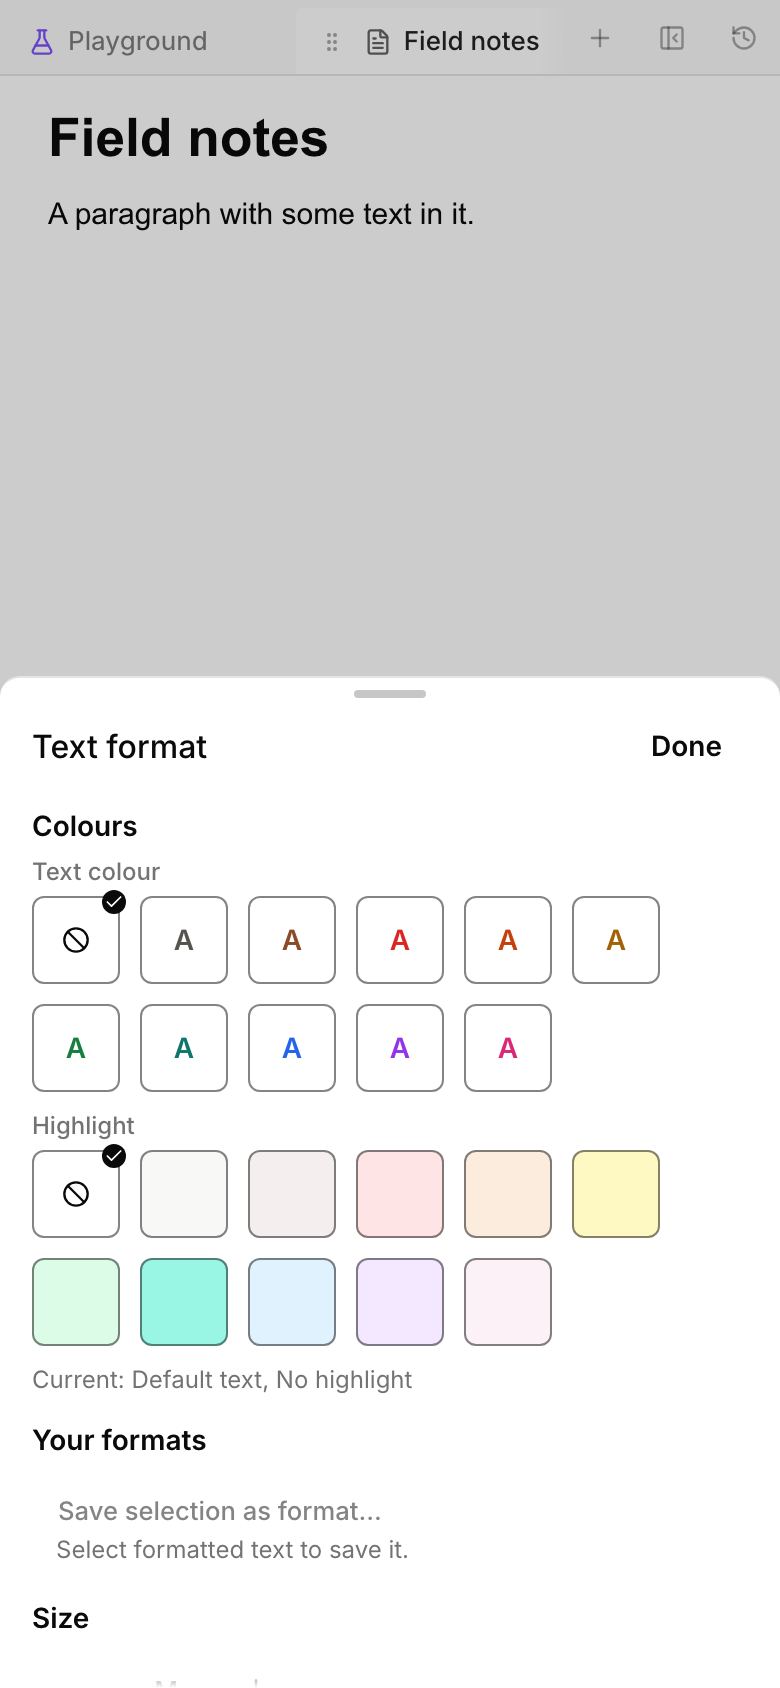 Playground
Field notes
Field notes
A paragraph with some text in it.
Text format
Done
Colours
Text colour
A A A A A
A A A A A
Highlight
Current: Default text, No highlight
Your formats
Save selection as format...
Select formatted text to save it.
Size